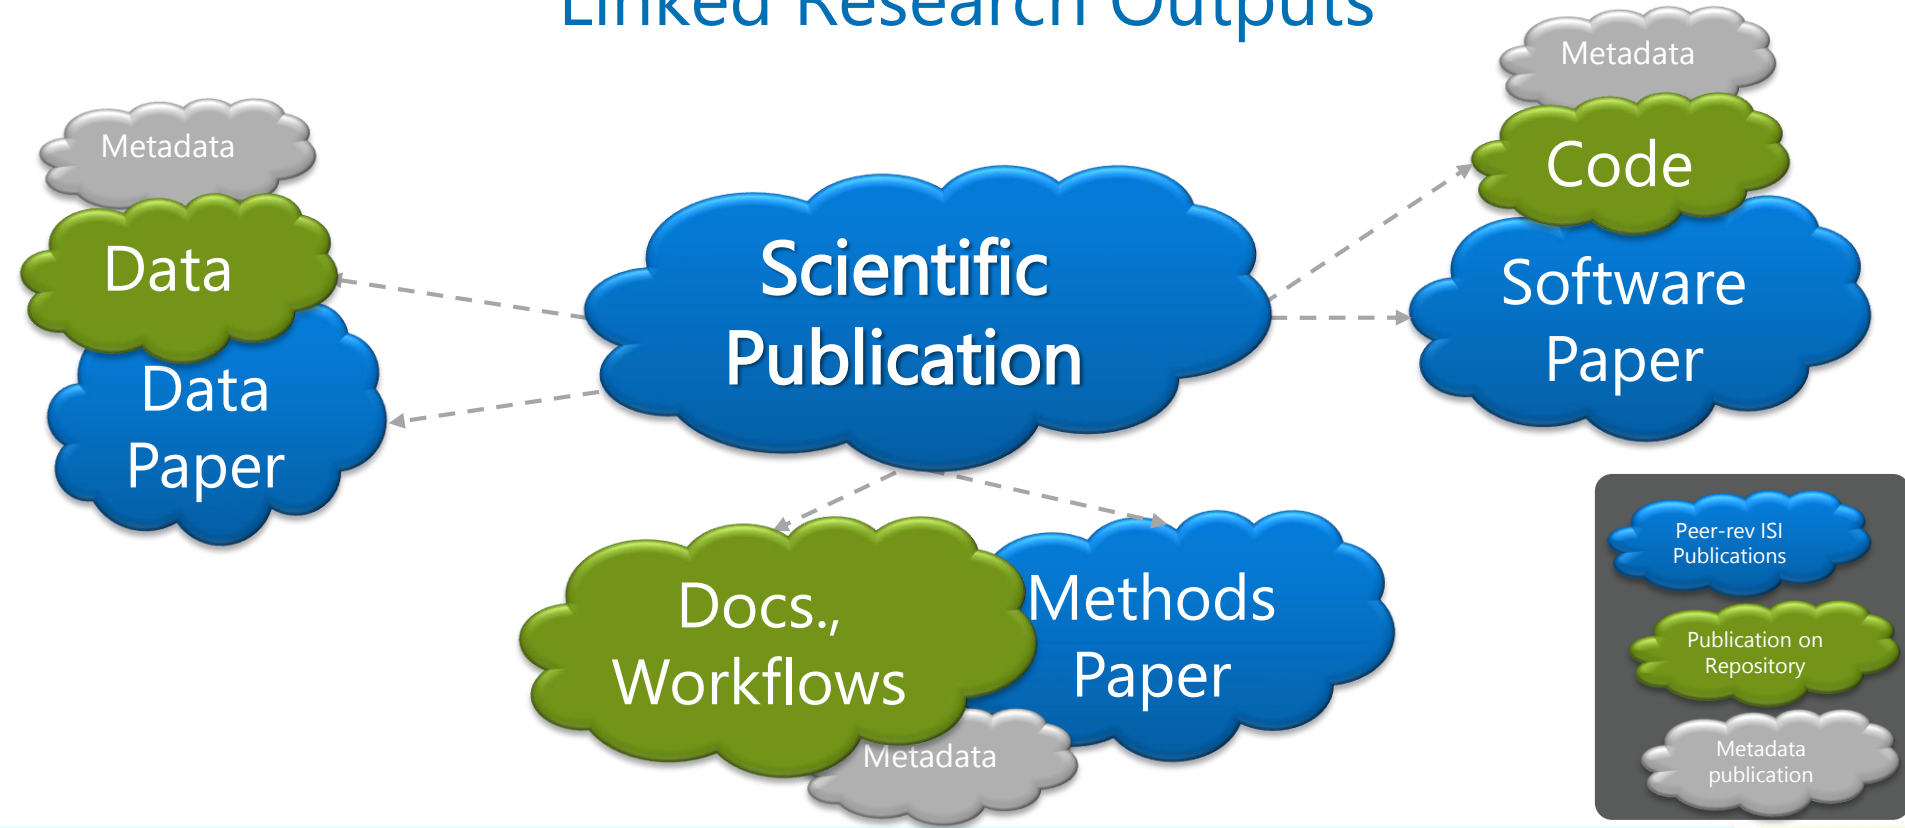 Linked Research Outputs
Metadata
Data
Data
Paper
Scientific
Publication
Metadata
Code
Software
Paper
Docs.,
Workflows
Methods
Paper
Metadata
Peer-rev ISI
Publications
Publication on
Repository
Metadata
publication